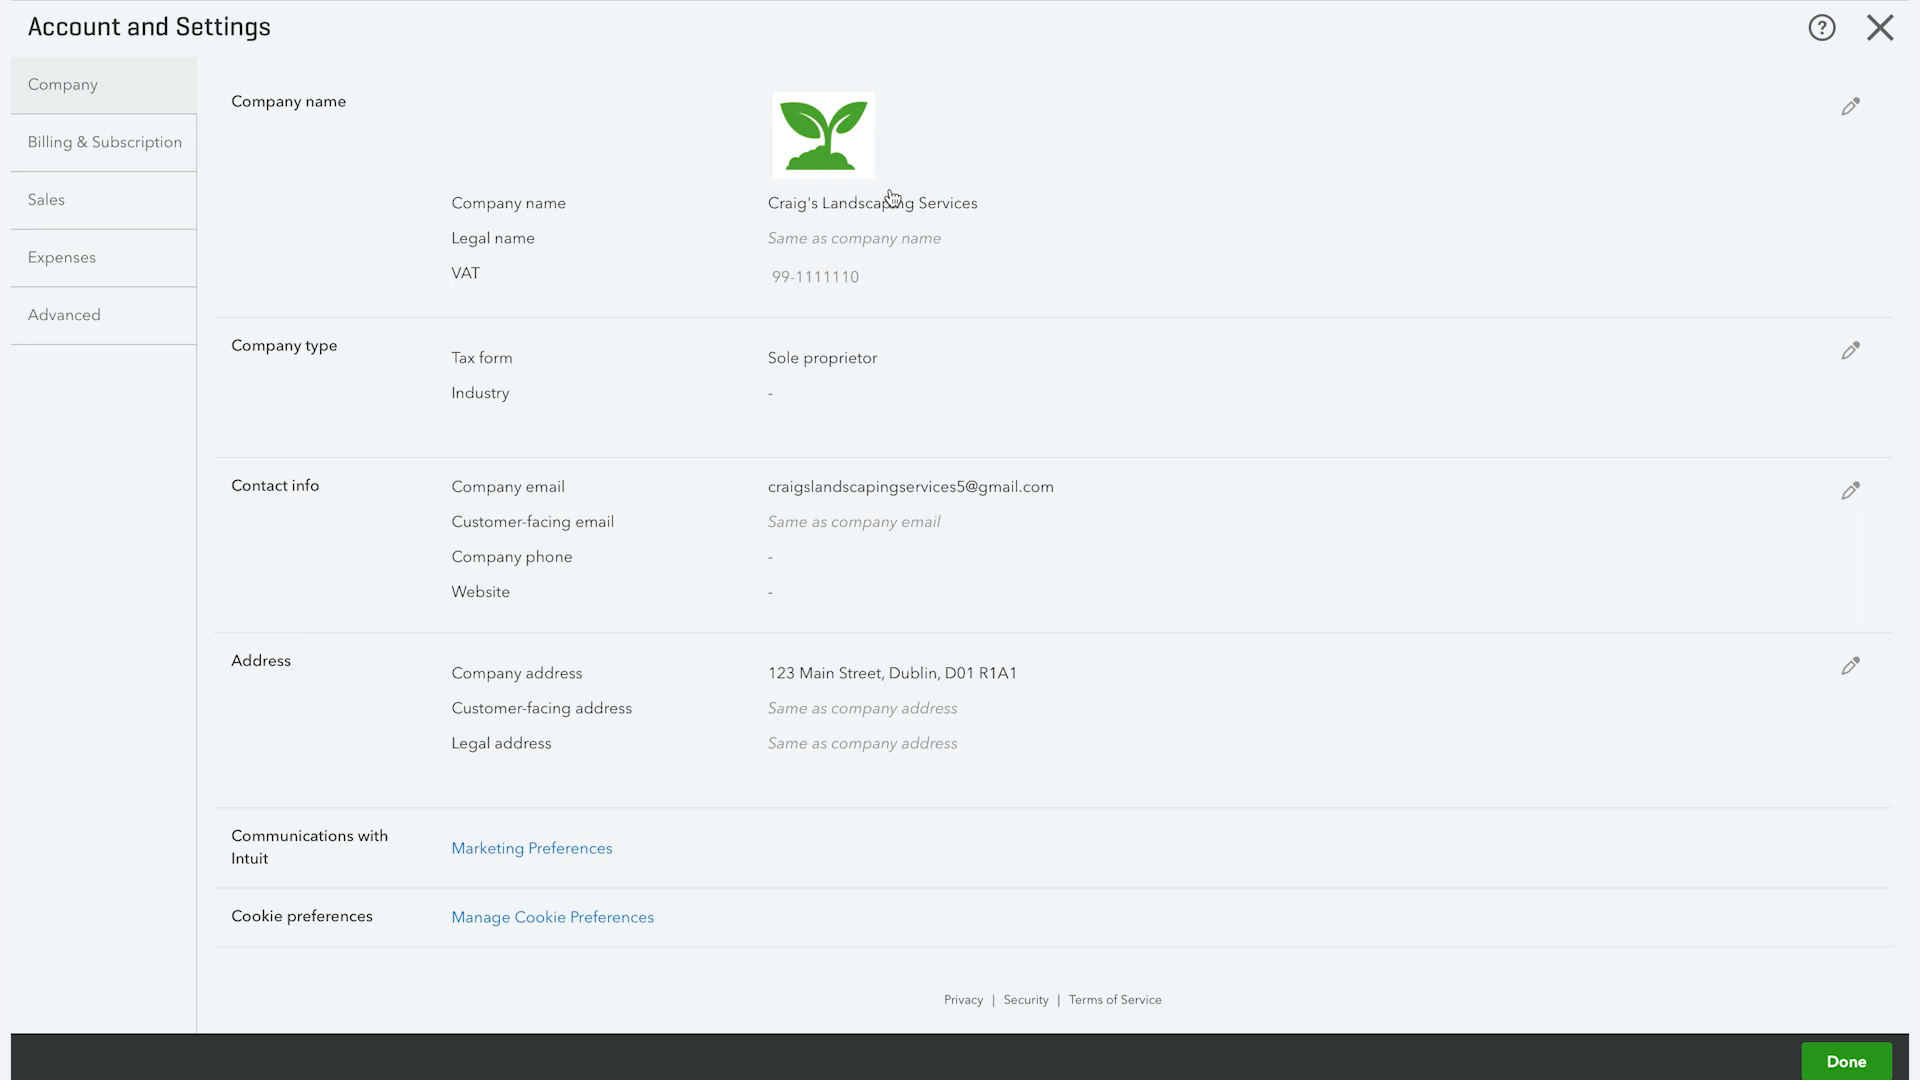 Account and Settings
Company
Billing & Subscription
Sales
Expenses
Advanced
Company name
Company name Craig's Landscaping Services
Legal name Same as company name
VAT 99-1111110
Company type
Tax form Sole proprietor
Industry -
Contact info
Company email craigslandscapingservices5@gmail.com
Customer-facing email Same as company email
Company phone -
Website -
Address
Company address 123 Main Street, Dublin, D01 R1A1
Customer-facing address Same as company address
Legal address Same as company address
Communications with
Intuit
Marketing Preferences
Cookie preferences Manage Cookie Preferences
Privacy | Security | Terms of Service
Done